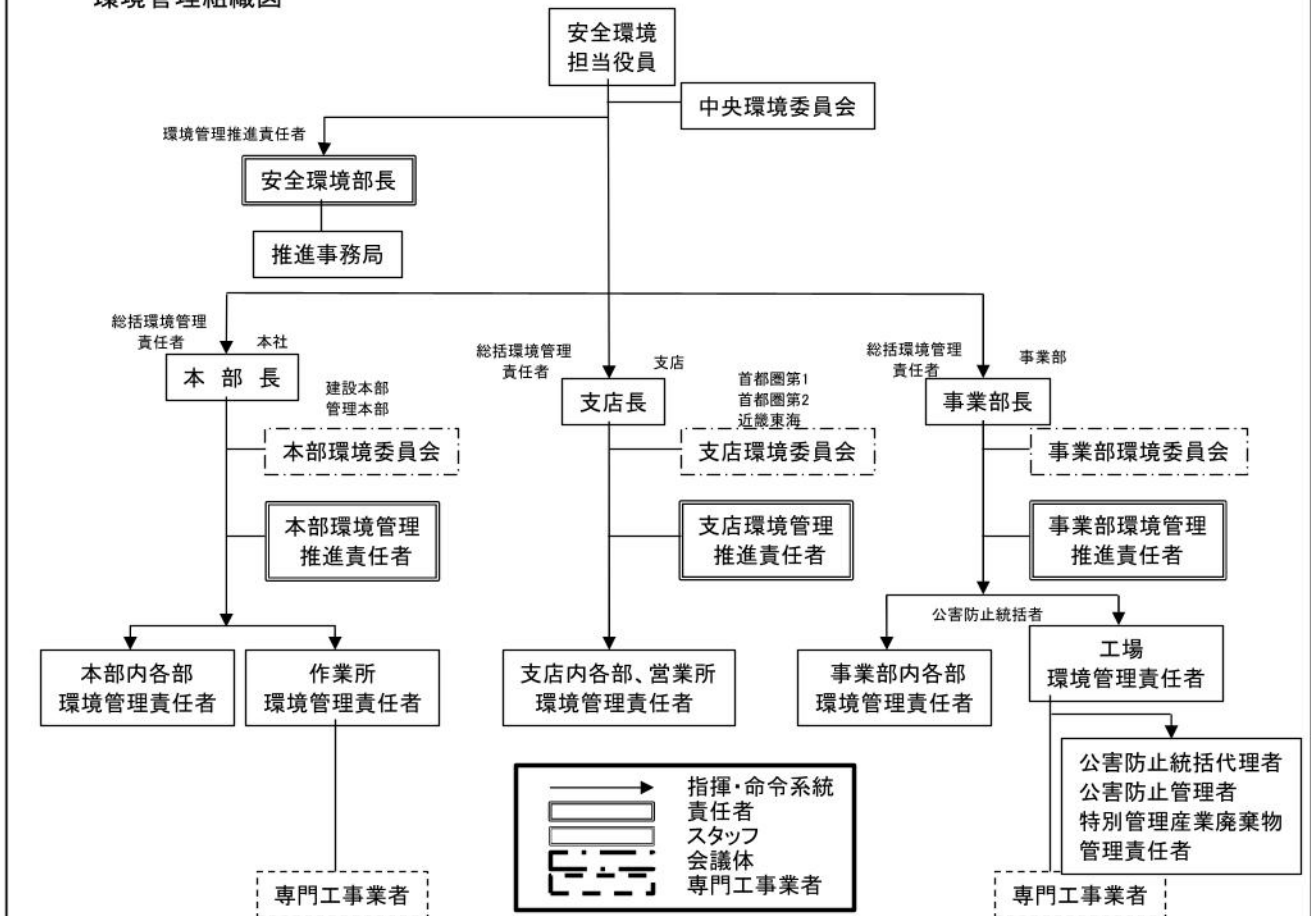 環境管理組織図
安全環境
担当役員
中央環境委員会
環境管理推進責任者
安全環境部長
推進事務局
総括環境管理
責任者
本社
本 部 長
建設本部
管理本部
本部環境委員会
本部環境管理
推進責任者
本部内各部
環境管理責任者
作業所
環境管理責任者
専門工事業者
総括環境管理
責任者
支店
支店長
首都圏第1
首都圏第2
近畿東海
支店環境委員会
支店環境管理
推進責任者
支店内各部、営業所
環境管理責任者
総括環境管理
責任者
事業部
事業部長
事業部環境委員会
事業部環境管理
推進責任者
公害防止統括者
事業部内各部
環境管理責任者
工場
環境管理責任者
公害防止統括代理者
公害防止管理者
特別管理産業廃棄物
管理責任者
専門工事業者
指揮・命令系統
責任者
スタッフ
会議体
専門工事業者